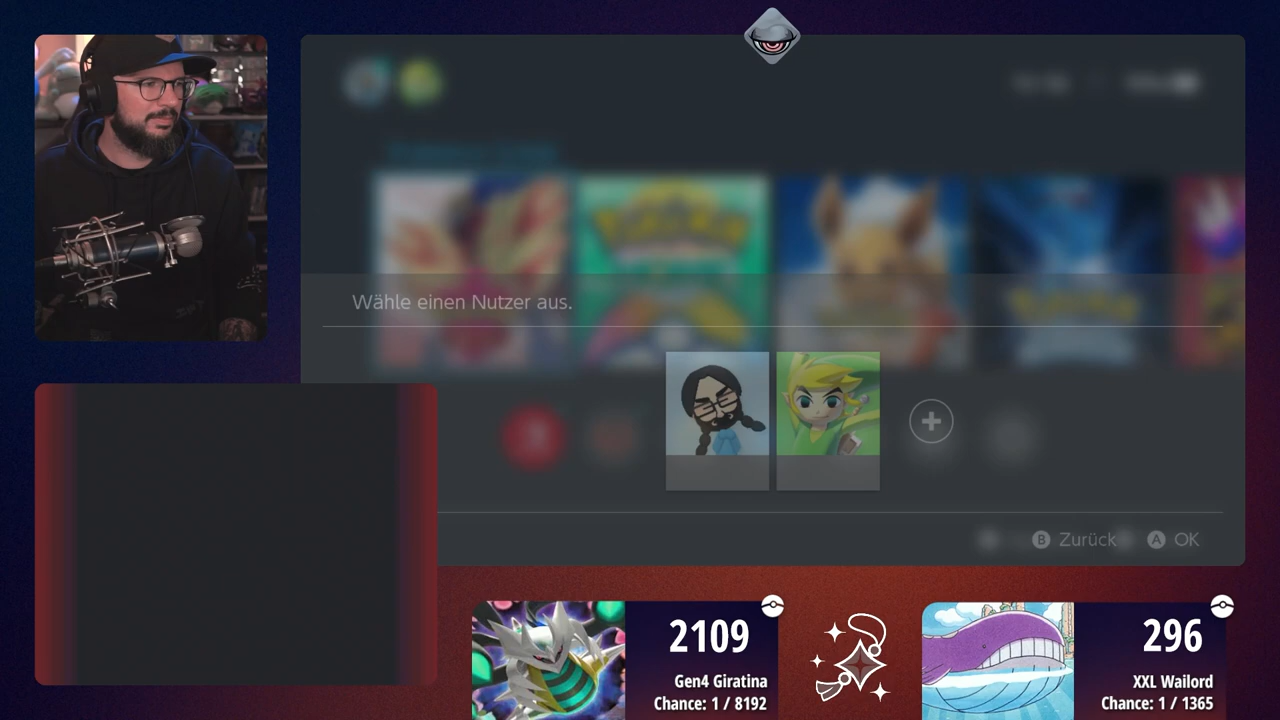 Wähle einen Nutzer aus.
B Zurück A OK
2109
Gen4 Giratina
Chance: 1 / 8192
296
XXL Wailord
Chance: 1 / 1365